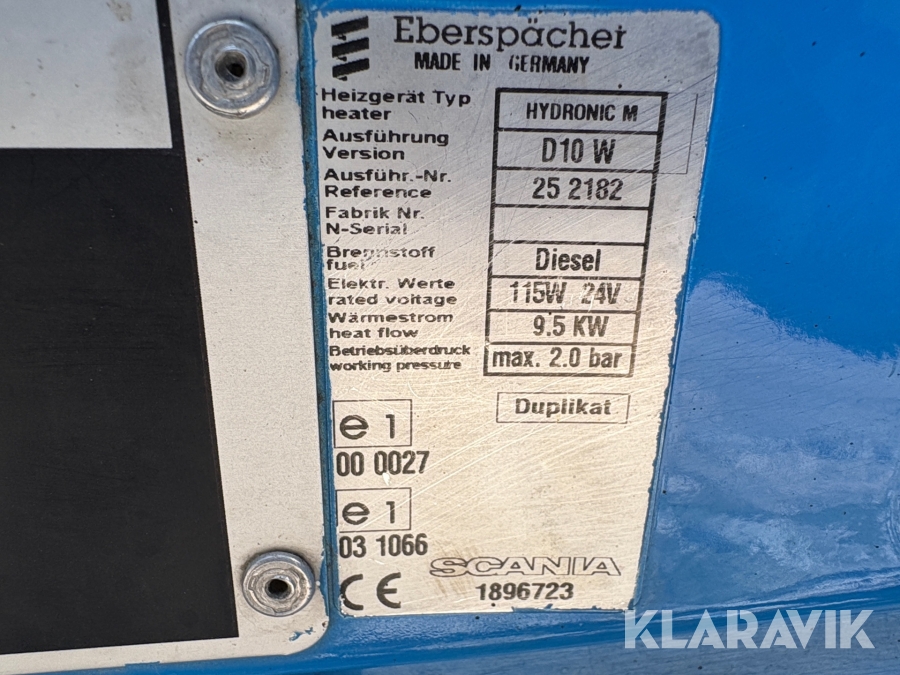 Eberspächer
MADE IN GERMANY
Heizgerät Typ
heater
HYDRONIC M
Ausführung
Version
D10 W
Ausführ.-Nr.
Reference
25 2182
Fabrik Nr.
N-Serial
Brennstoff
fuel
Diesel
Elektr. Werte
rated voltage
115W 24V
Wärmestrom
heat flow
9.5 KW
Betriebsüberdruck
working pressure
max. 2.0 bar
Duplikat
e 1
00 0027
e 1
03 1066
CE
SCANIA
1896723
KLARAVIK